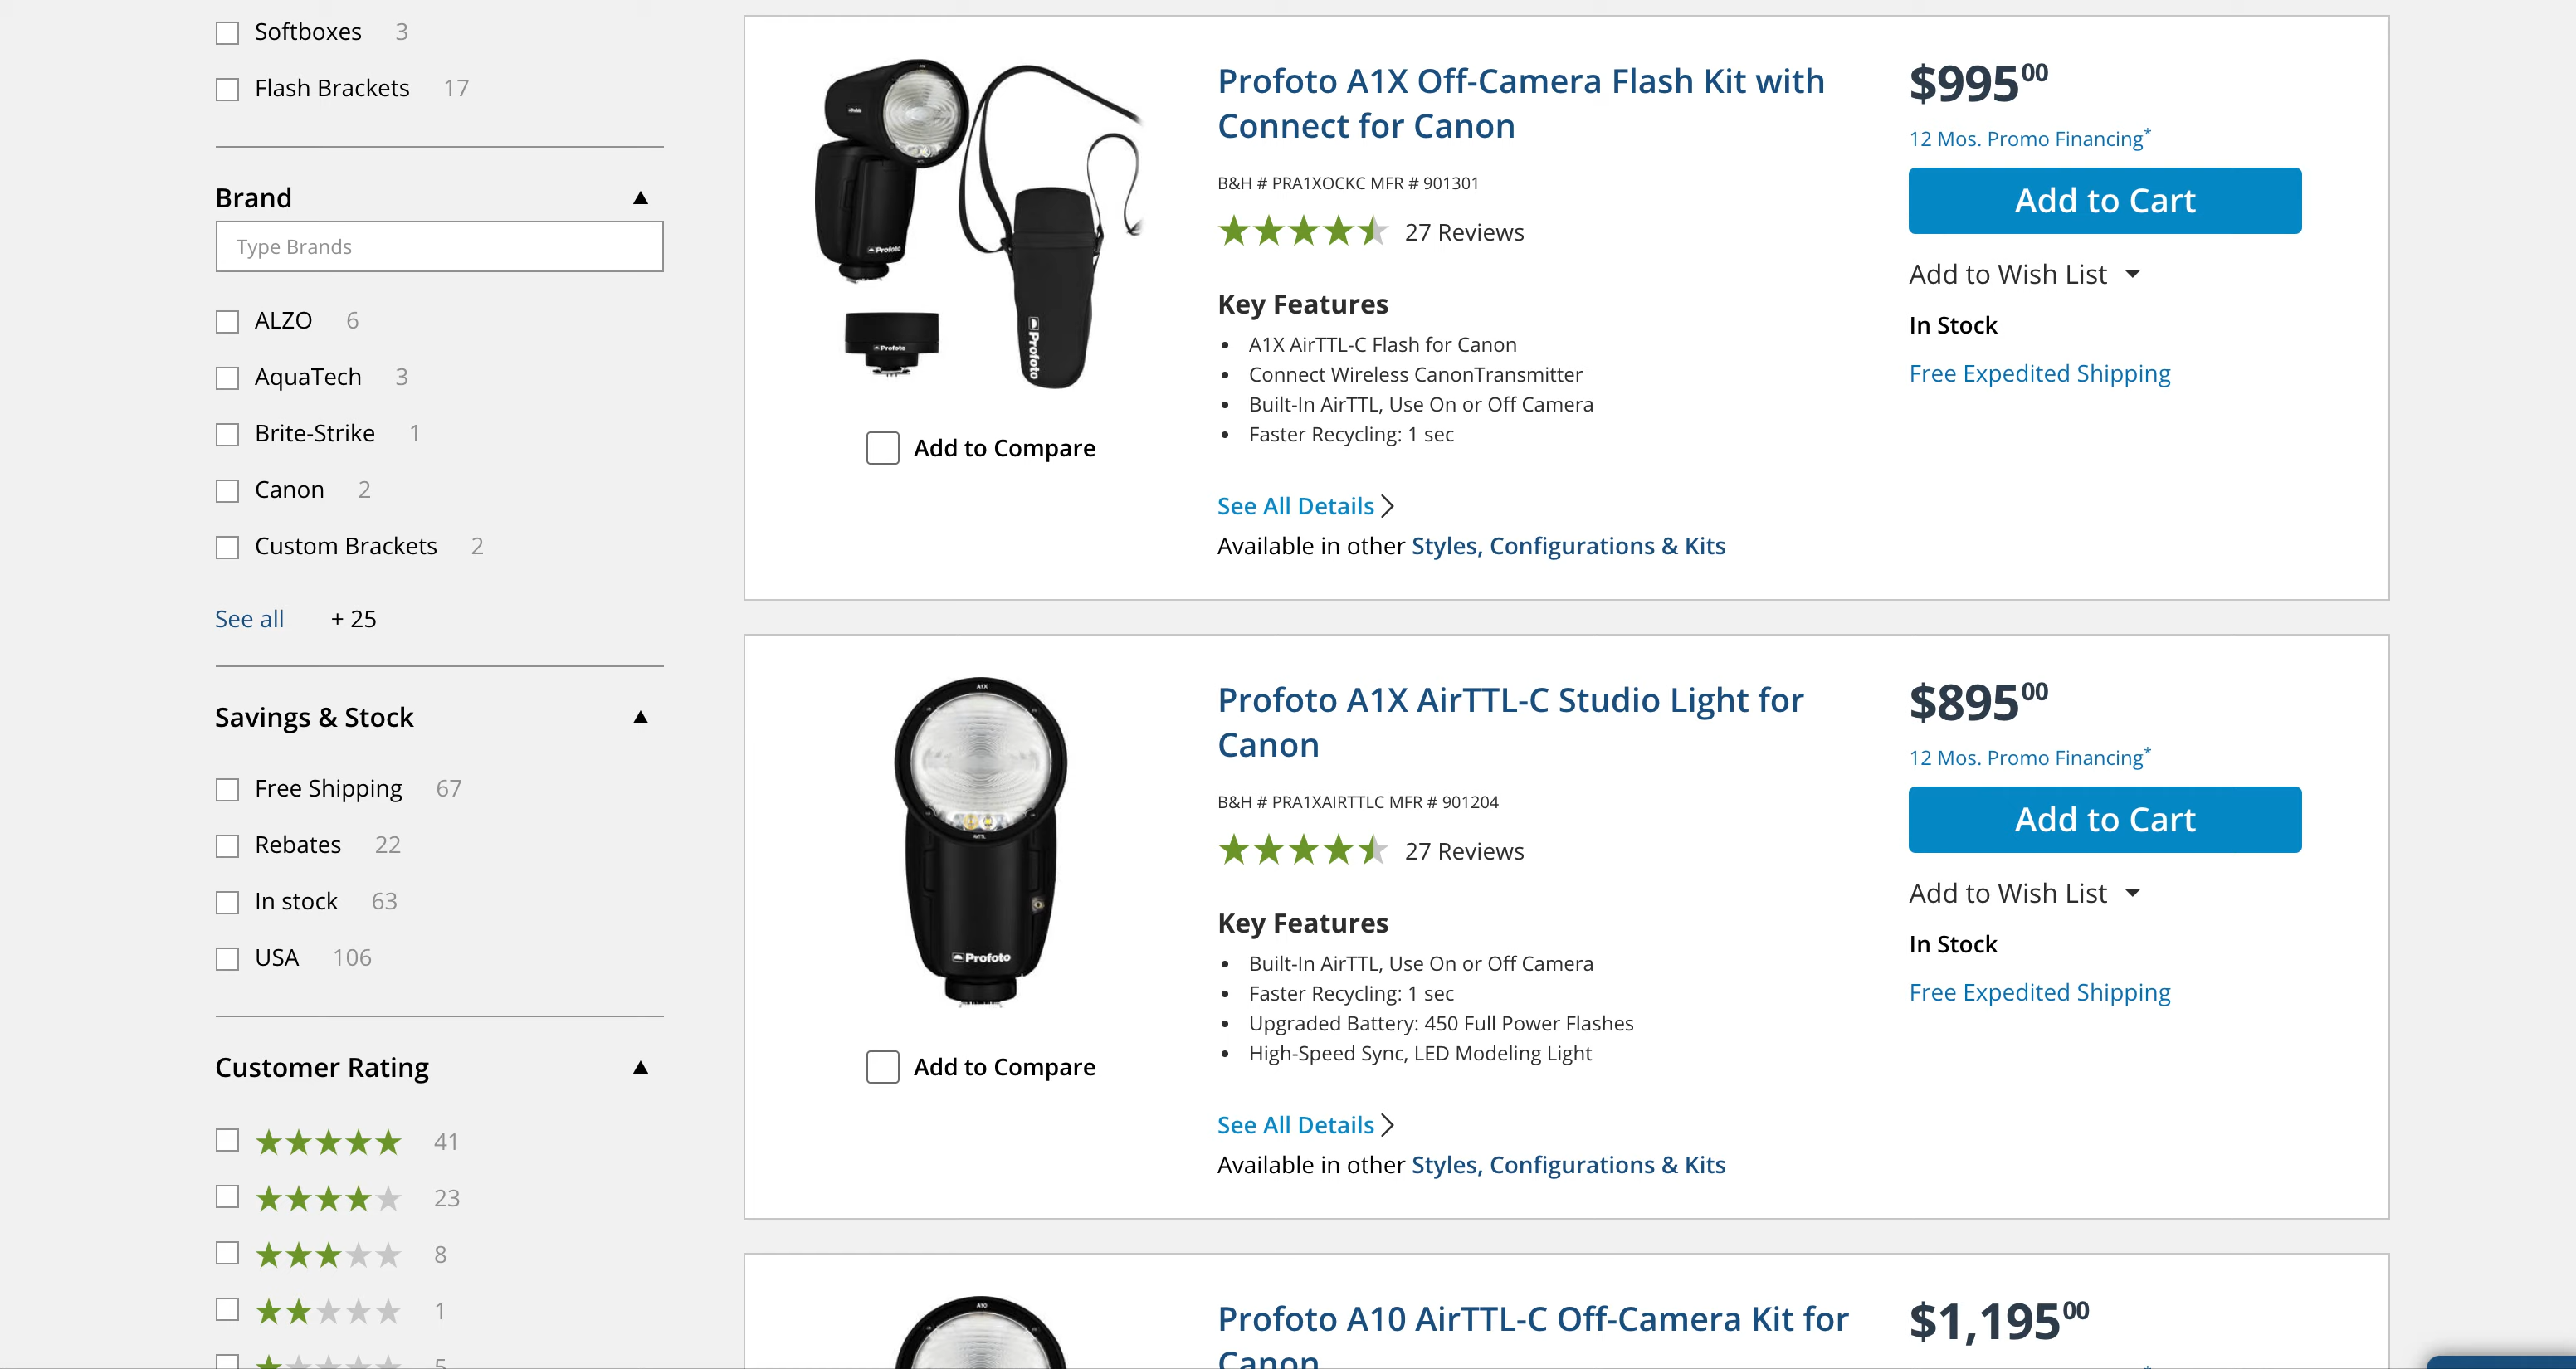 Softboxes 3
Flash Brackets 17
Brand ▲
Type Brands
ALZO 6
AquaTech 3
Brite-Strike 1
Canon 2
Custom Brackets 2
See all + 25
Savings & Stock ▲
Free Shipping 67
Rebates 22
In stock 63
USA 106
Customer Rating ▲
41
23
8
1
5
A1X
Profoto
Profoto
Profoto
Add to Compare
Profoto A1X Off-Camera Flash Kit with
Connect for Canon
B&H # PRA1XOCKC MFR # 901301
27 Reviews
Key Features
• A1X AirTTL-C Flash for Canon
• Connect Wireless CanonTransmitter
• Built-In AirTTL, Use On or Off Camera
• Faster Recycling: 1 sec
See All Details
Available in other Styles, Configurations & Kits
$995.00
12 Mos. Promo Financing*
Add to Cart
Add to Wish List
In Stock
Free Expedited Shipping
A1X
AirTTL
Profoto
Add to Compare
Profoto A1X AirTTL-C Studio Light for
Canon
B&H # PRA1XAIRTTLC MFR # 901204
27 Reviews
Key Features
• Built-In AirTTL, Use On or Off Camera
• Faster Recycling: 1 sec
• Upgraded Battery: 450 Full Power Flashes
• High-Speed Sync, LED Modeling Light
See All Details
Available in other Styles, Configurations & Kits
$895.00
12 Mos. Promo Financing*
Add to Cart
Add to Wish List
In Stock
Free Expedited Shipping
A10
Profoto A10 AirTTL-C Off-Camera Kit for
Canon
$1,195.00